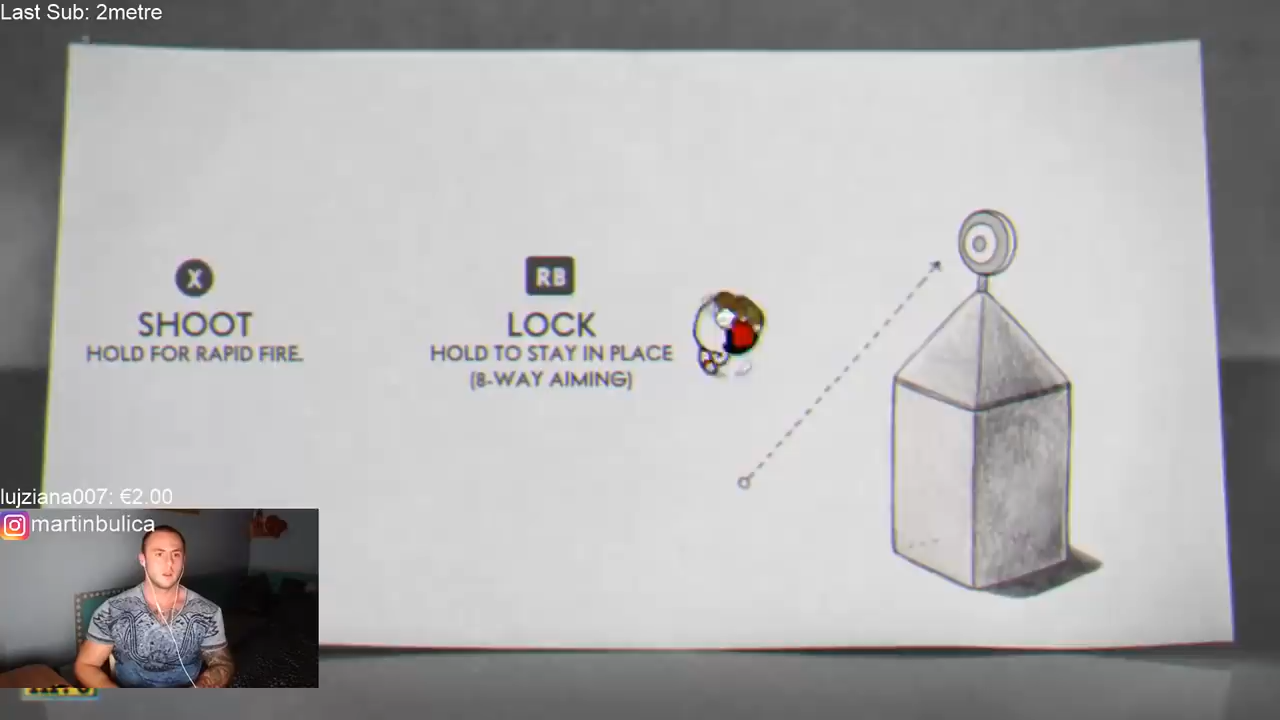 Last Sub: 2metre
X
SHOOT
HOLD FOR RAPID FIRE.
RB
LOCK
HOLD TO STAY IN PLACE
(8-WAY AIMING)
lujziana007: €2.00
martinbulica